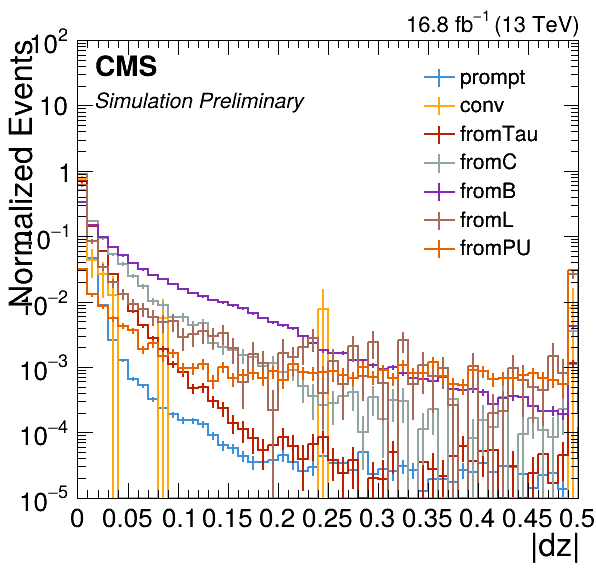 16.8 fb⁻¹ (13 TeV)
CMS
Simulation Preliminary
prompt
conv
fromTau
fromC
fromB
fromL
fromPU
Normalized Events
10²
10
1
10⁻¹
10⁻²
10⁻³
10⁻⁴
10⁻⁵
0 0.05 0.1 0.15 0.2 0.25 0.3 0.35 0.4 0.45 0.5
|dz|